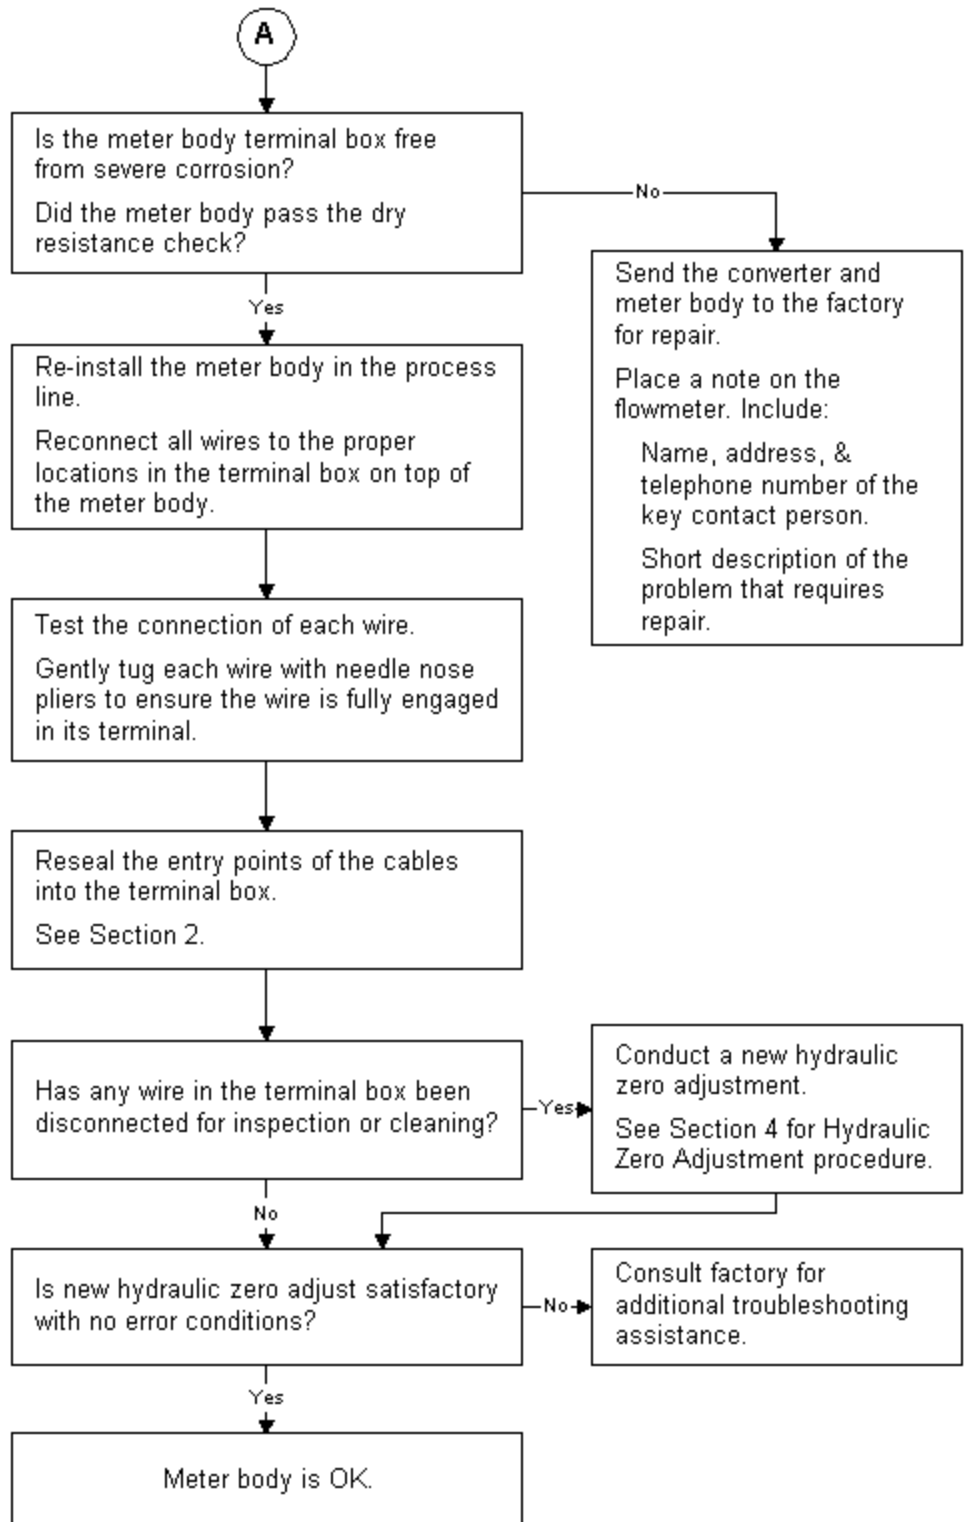 A
Is the meter body terminal box free
from severe corrosion?
Did the meter body pass the dry
resistance check?
No
Send the converter and
meter body to the factory
for repair.
Place a note on the
flowmeter. Include:
Name, address, &
telephone number of the
key contact person.
Short description of the
problem that requires
repair.
Yes
Re-install the meter body in the process
line.
Reconnect all wires to the proper
locations in the terminal box on top of
the meter body.
Test the connection of each wire.
Gently tug each wire with needle nose
pliers to ensure the wire is fully engaged
in its terminal.
Reseal the entry points of the cables
into the terminal box.
See Section 2.
Has any wire in the terminal box been
disconnected for inspection or cleaning?
Yes
Conduct a new hydraulic
zero adjustment.
See Section 4 for Hydraulic
Zero Adjustment procedure.
No
Is new hydraulic zero adjust satisfactory
with no error conditions?
No
Consult factory for
additional troubleshooting
assistance.
Yes
Meter body is OK.